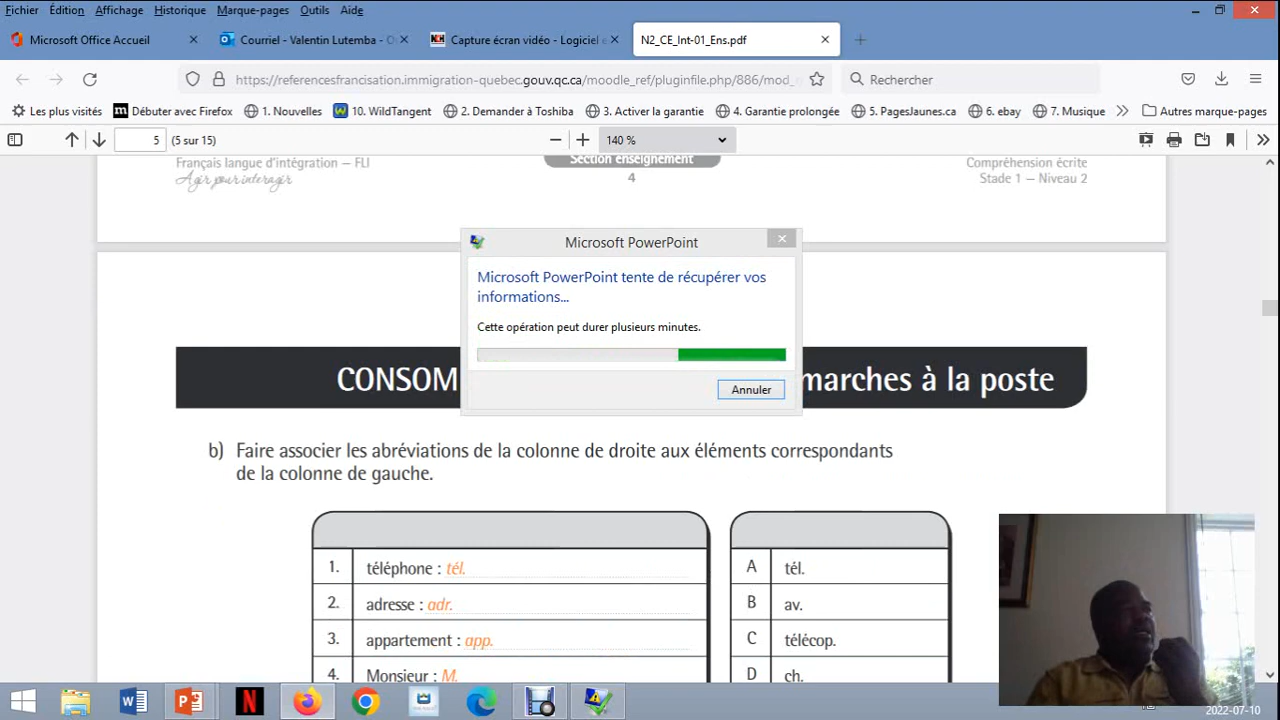 Fichier Édition Affichage Historique Marque-pages Outils Aide
Microsoft Office Accueil
Courriel - Valentin Lutemba - O
Capture écran vidéo - Logiciel e
N2_CE_Int-01_Ens.pdf
https://referencesfrancisation.immigration-quebec.gouv.qc.ca/moodle_ref/pluginfile.php/886/mod_
Rechercher
Les plus visités
Débuter avec Firefox
1. Nouvelles
10. WildTangent
2. Demander à Toshiba
3. Activer la garantie
4. Garantie prolongée
5. PagesJaunes.ca
6. ebay
7. Musique
Autres marque-pages
5 (5 sur 15)
140 %
Français langue d'intégration — FLI
Agir pour interagir
Section enseignement
4
Compréhension écrite
Stade 1 — Niveau 2
Microsoft PowerPoint
Microsoft PowerPoint tente de récupérer vos
informations...
Cette opération peut durer plusieurs minutes.
Annuler
CONSOM
marches à la poste
b) Faire associer les abréviations de la colonne de droite aux éléments correspondants
de la colonne de gauche.
1. téléphone : tél.
2. adresse : adr.
3. appartement : app.
4. Monsieur : M.
A tél.
B av.
C télécop.
D ch.
2022-07-10